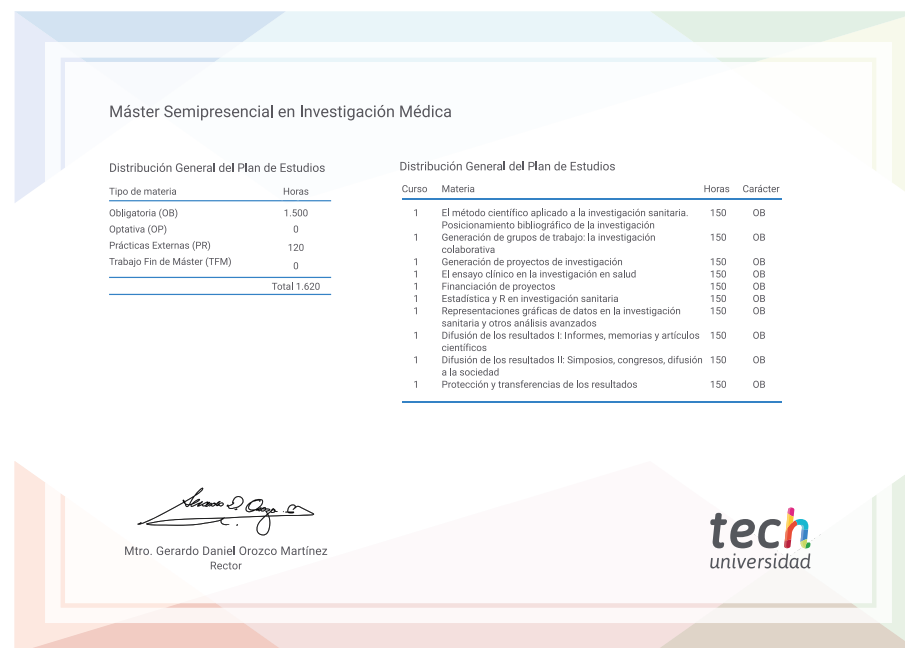 Máster Semipresencial en Investigación Médica
Distribución General del Plan de Estudios
Tipo de materia Horas
Obligatoria (OB) 1.500
Optativa (OP) 0
Prácticas Externas (PR) 120
Trabajo Fin de Máster (TFM) 0
Total 1.620
Distribución General del Plan de Estudios
Curso Materia Horas Carácter
1 El método científico aplicado a la investigación sanitaria. 150 OB
Posicionamiento bibliográfico de la investigación
1 Generación de grupos de trabajo: la investigación 150 OB
colaborativa
1 Generación de proyectos de investigación 150 OB
1 El ensayo clínico en la investigación en salud 150 OB
1 Financiación de proyectos 150 OB
1 Estadística y R en investigación sanitaria 150 OB
1 Representaciones gráficas de datos en la investigación 150 OB
sanitaria y otros análisis avanzados
1 Difusión de los resultados I: Informes, memorias y artículos 150 OB
científicos
1 Difusión de los resultados II: Simposios, congresos, difusión 150 OB
a la sociedad
1 Protección y transferencias de los resultados 150 OB
Mtro. Gerardo Daniel Orozco Martínez
Rector
tech
universidad